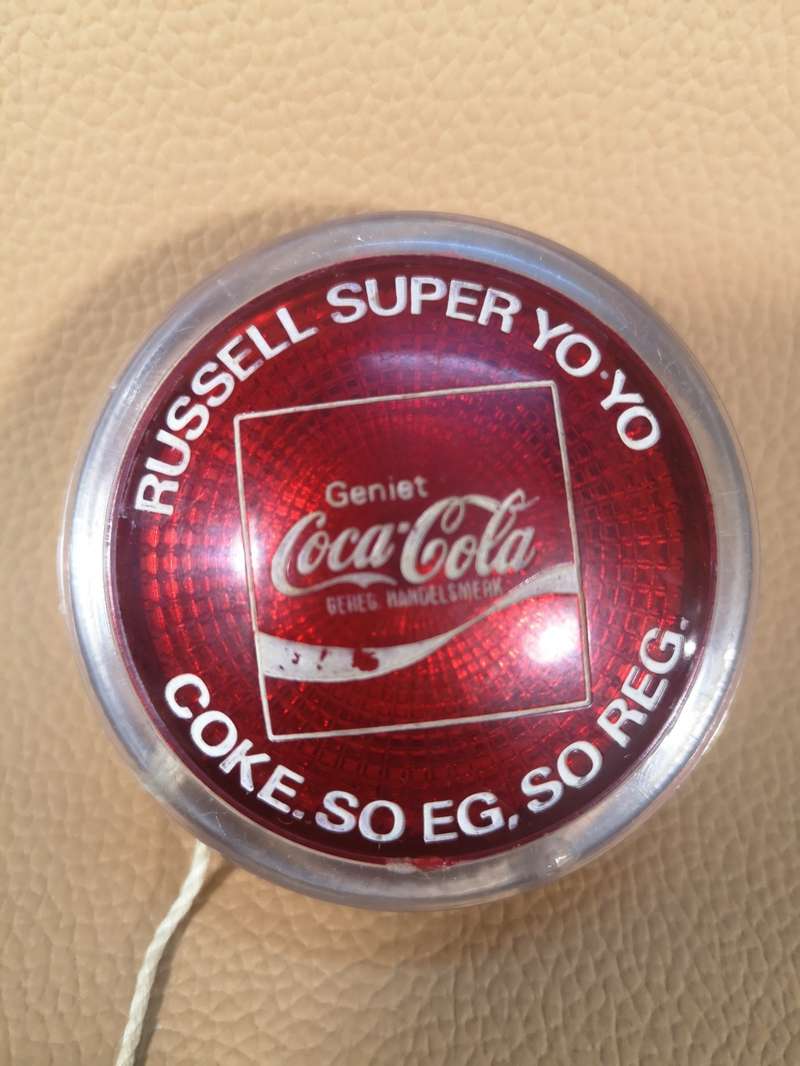 RUSSELL SUPER YO·YO
Geniet
Coca-Cola
GEREG. HANDELSMERK
COKE. SO EG, SO REG.